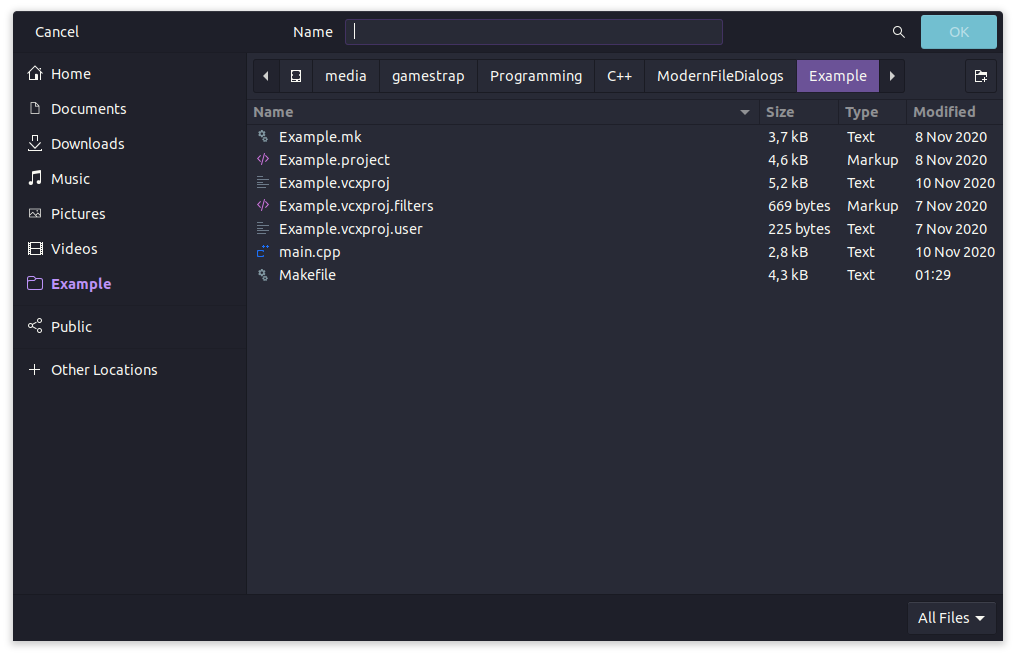 Cancel Name OK
Home
Documents
Downloads
Music
Pictures
Videos
Example
Public
Other Locations
media gamestrap Programming C++ ModernFileDialogs Example
Name Size Type Modified
Example.mk 3,7 kB Text 8 Nov 2020
Example.project 4,6 kB Markup 8 Nov 2020
Example.vcxproj 5,2 kB Text 10 Nov 2020
Example.vcxproj.filters 669 bytes Markup 7 Nov 2020
Example.vcxproj.user 225 bytes Text 7 Nov 2020
main.cpp 2,8 kB Text 10 Nov 2020
Makefile 4,3 kB Text 01:29
All Files